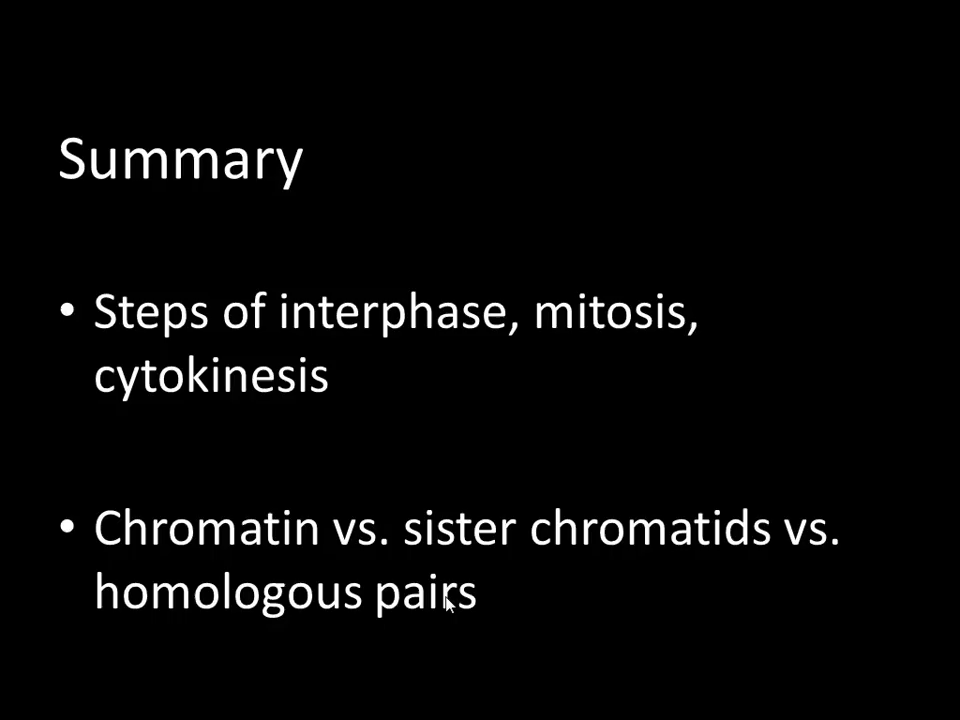 Summary
• Steps of interphase, mitosis,
cytokinesis
• Chromatin vs. sister chromatids vs.
homologous pairs